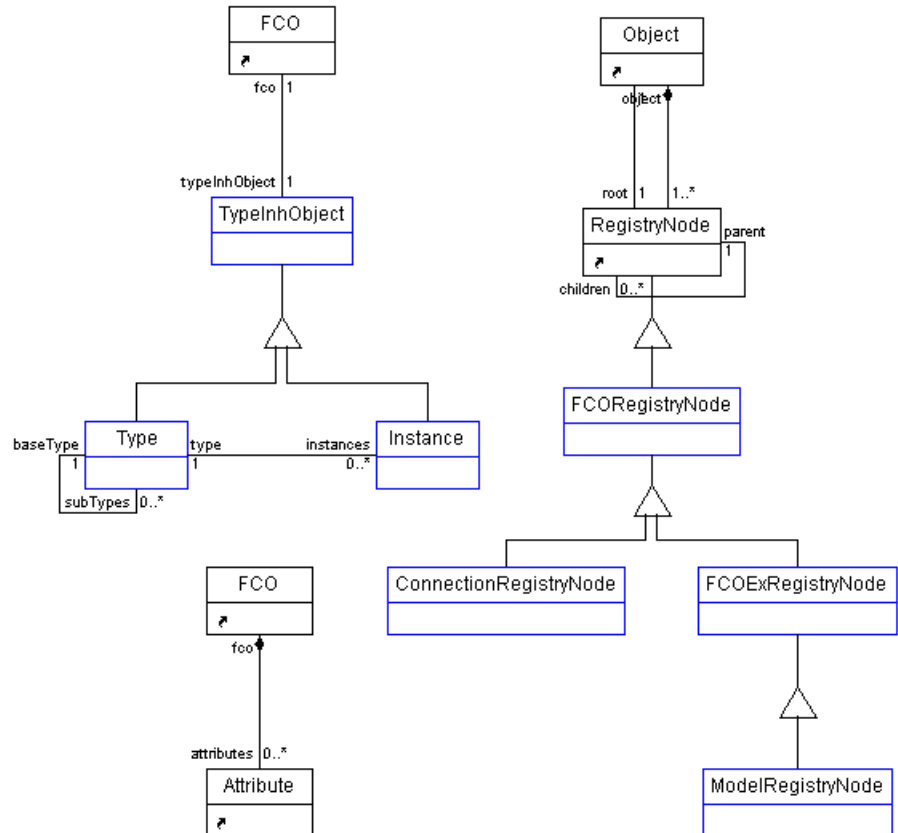 FCO
Object
fco 1
object
1
typeInhObject 1
root 1 1..*
TypeInhObject
RegistryNode
parent
1
children 0..*
FCORegistryNode
baseType
Type
type
instances
Instance
1
1
0..*
subTypes 0..*
FCO
ConnectionRegistryNode
FCOExRegistryNode
fco
attributes 0..*
Attribute
ModelRegistryNode